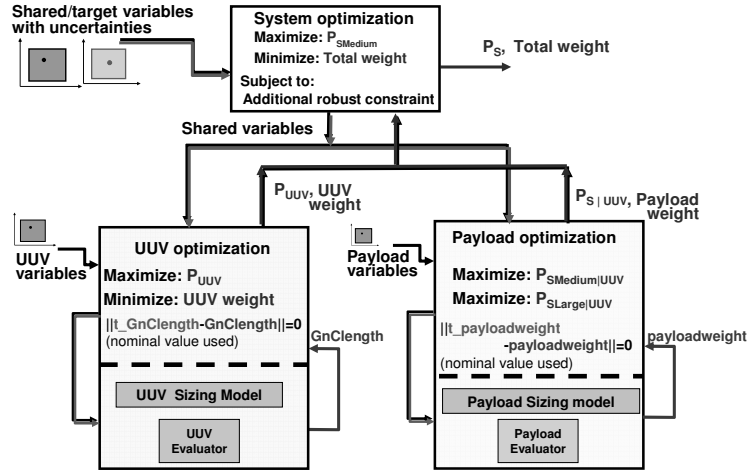 Shared/target variables
with uncertainties
System optimization
Maximize: P_SMedium
Minimize: Total weight
Subject to:
Additional robust constraint
P_S, Total weight
Shared variables
P_UUV, UUV
weight
P_S | UUV, Payload
weight
UUV
variables
UUV optimization
Maximize: P_UUV
Minimize: UUV weight
||t_GnClength-GnClength||=0
(nominal value used)
GnClength
UUV Sizing Model
UUV
Evaluator
Payload
variables
Payload optimization
Maximize: P_SMedium|UUV
Maximize: P_SLarge|UUV
||t_payloadweight
-payloadweight||=0
(nominal value used)
payloadweight
Payload Sizing model
Payload
Evaluator